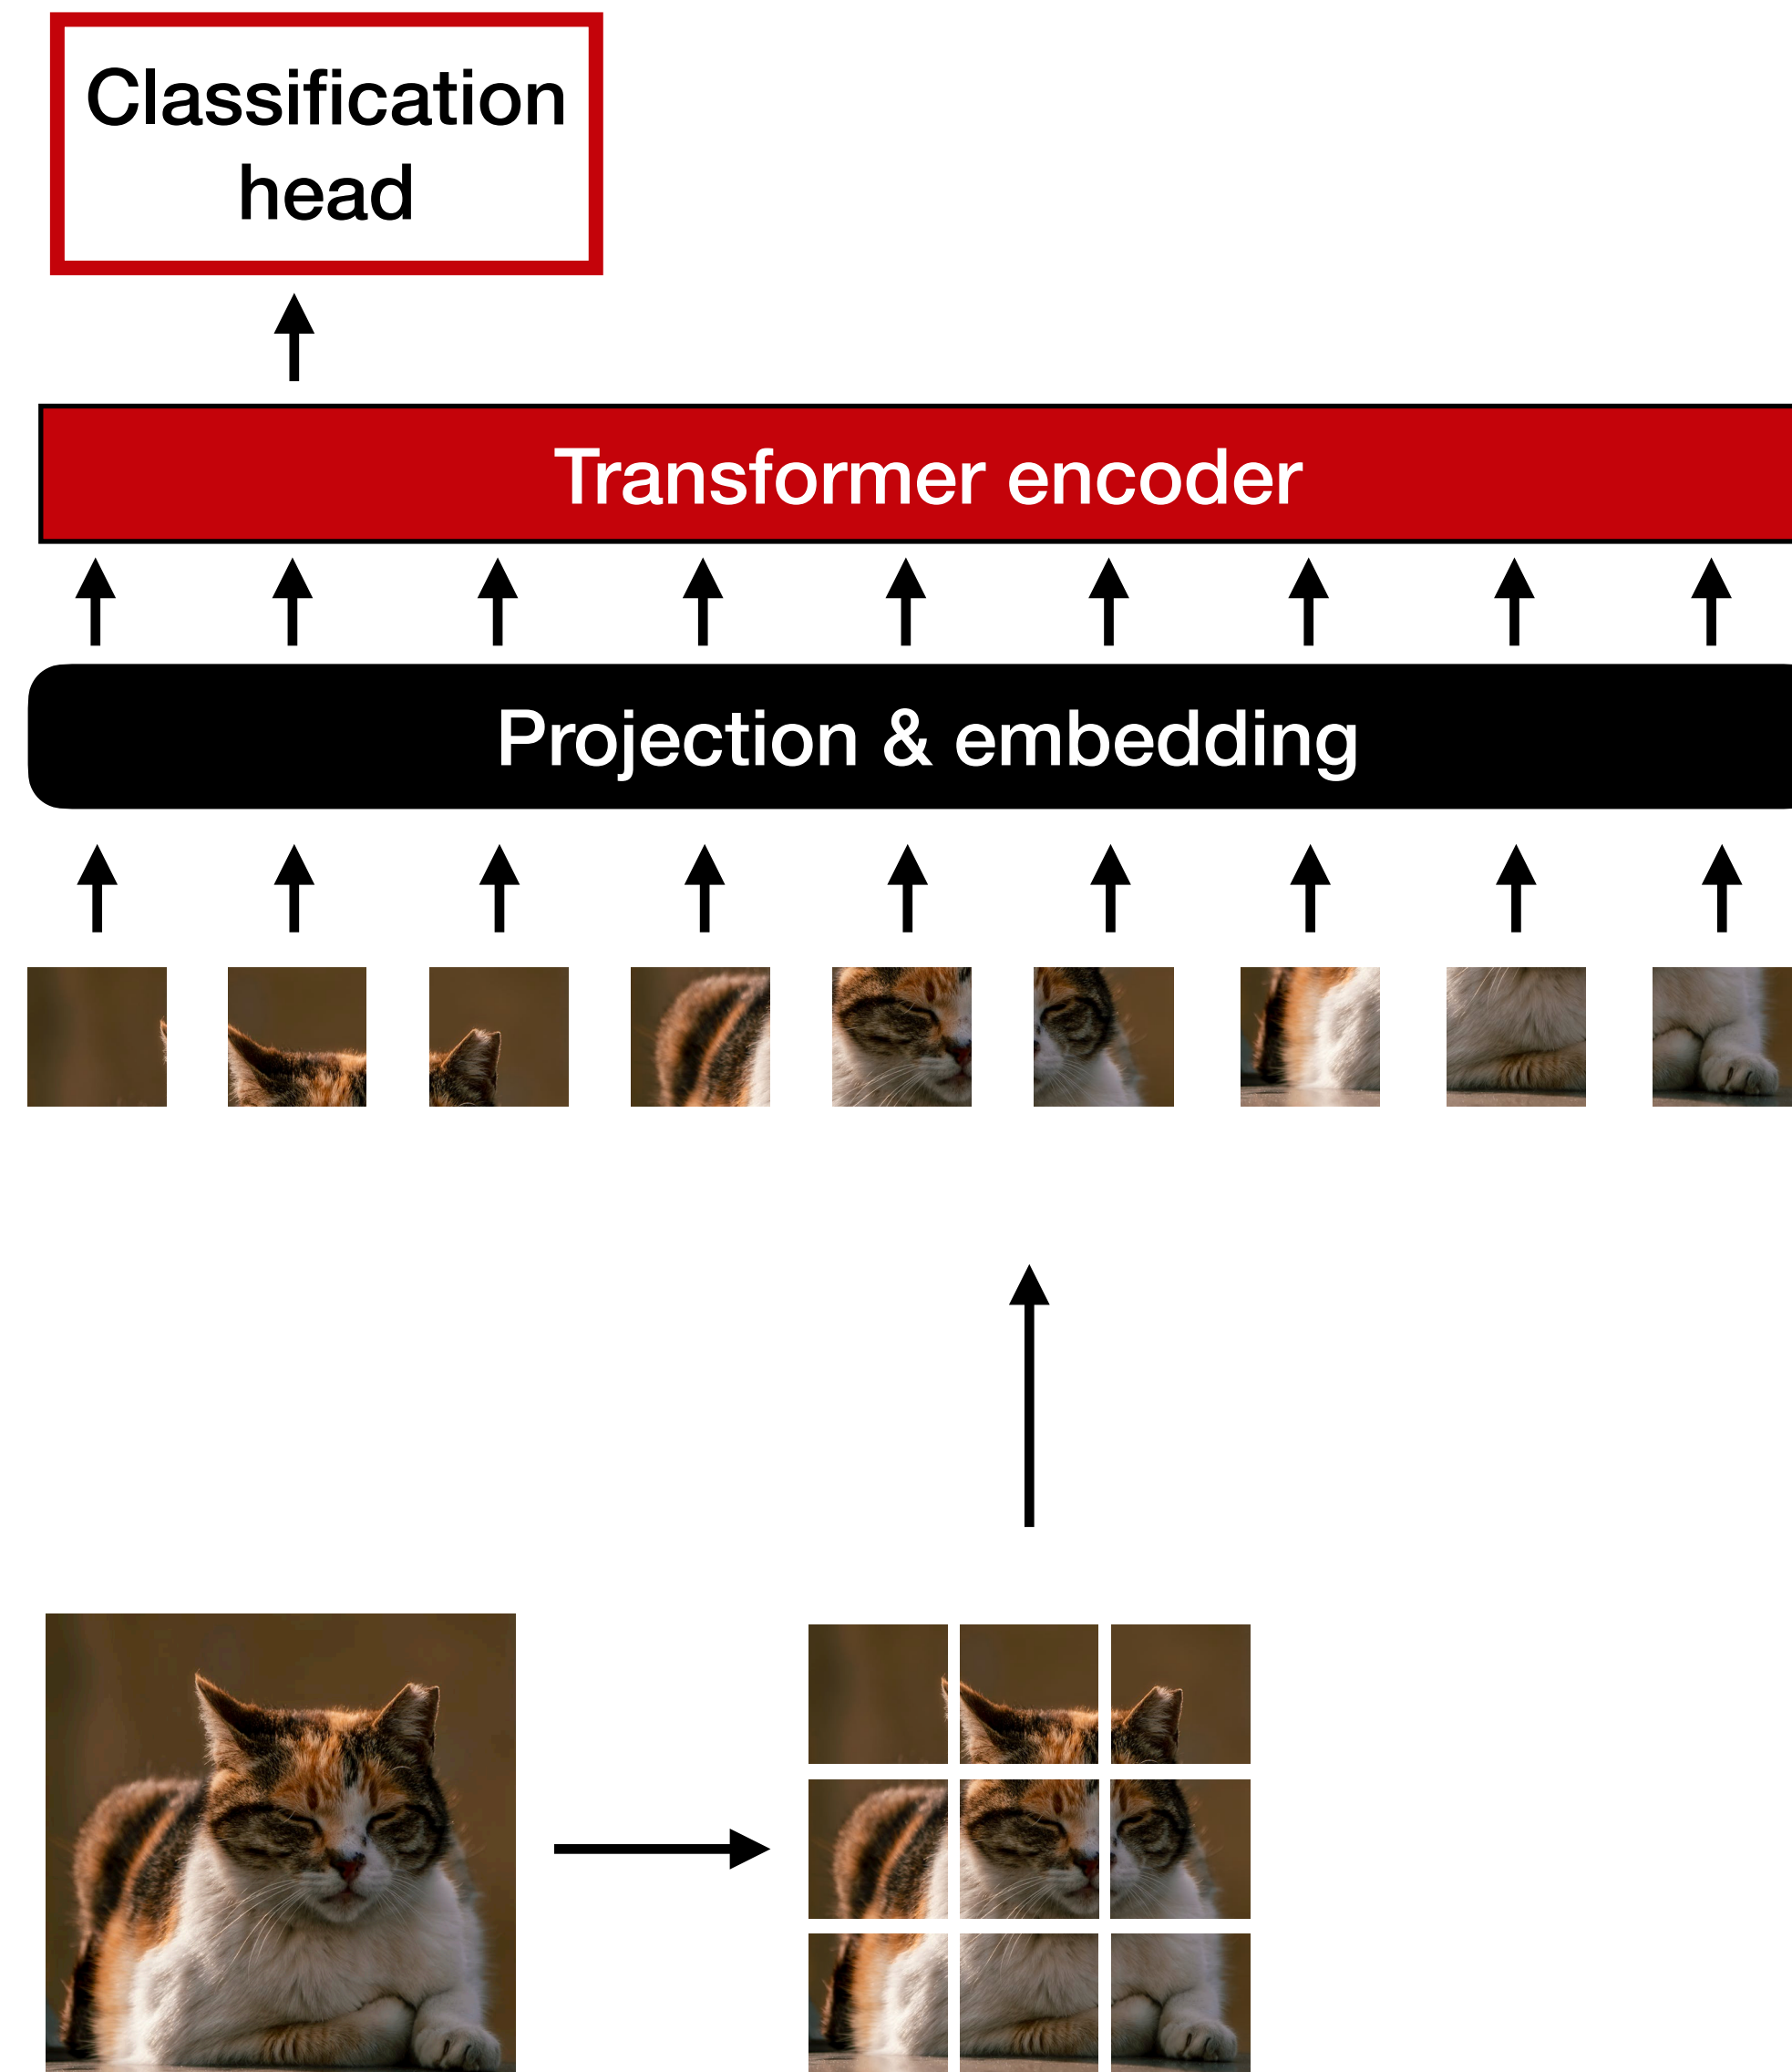 Classification
head
Transformer encoder
Projection & embedding